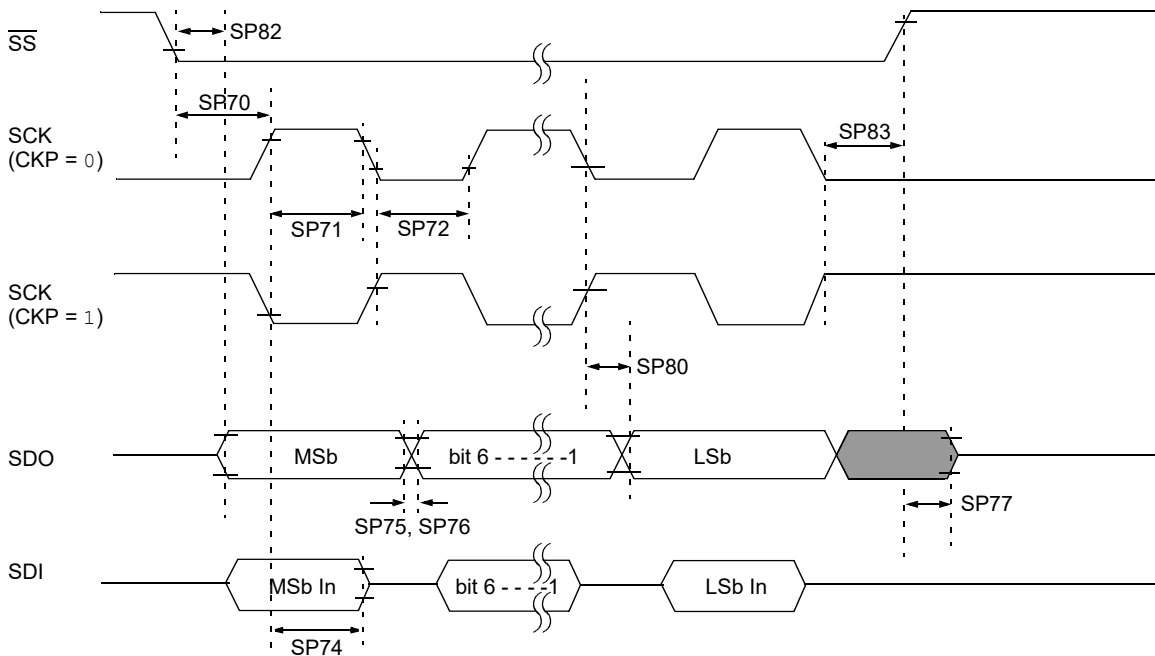 SS
SP82
SP70
SCK
(CKP = 0)
SP83
SP71
SP72
SCK
(CKP = 1)
SP80
SDO
MSb
bit 6 - - - - - - -1
LSb
SP75, SP76
SP77
SDI
MSb In
bit 6 - - - -1
LSb In
SP74